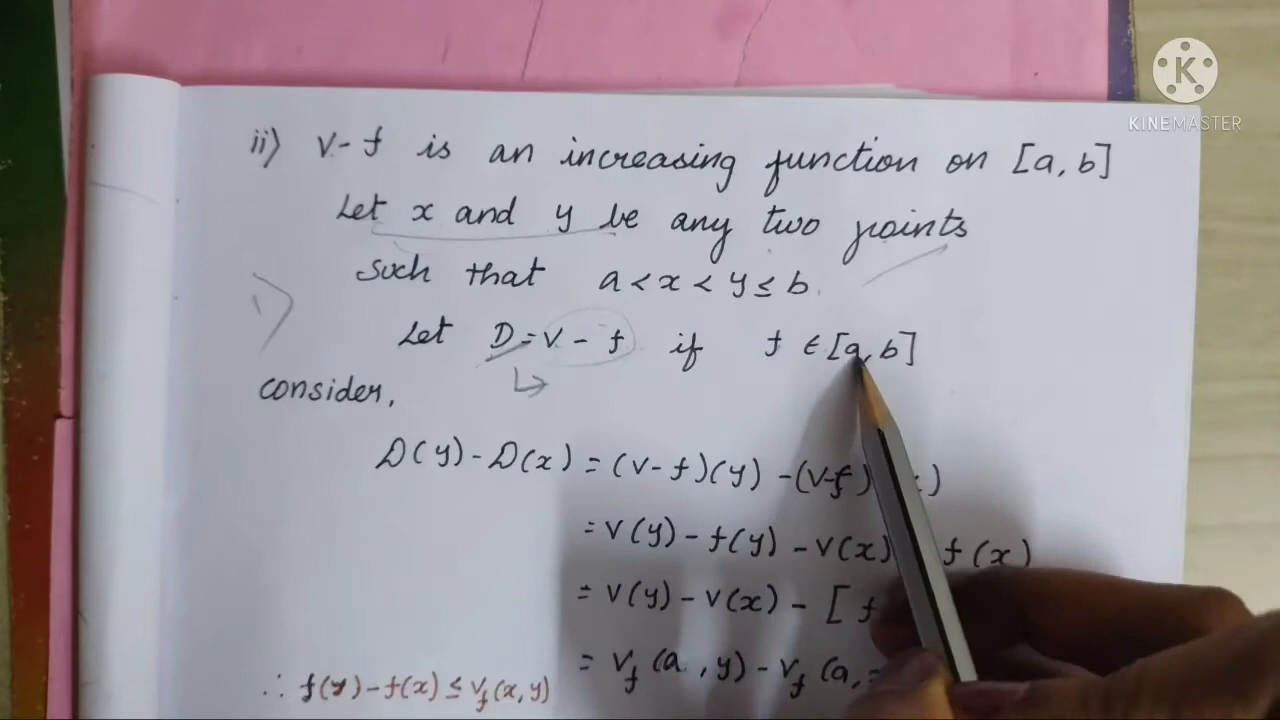 K
KINEMASTER
ii) V-f is an increasing function on [a, b]
Let x and y be any two points
Such that a < x < y ≤ b.
Let D = V - f if f ∈ [a, b]
consider,
D(y) - D(x) = (V-f)(y) - (V-f) )
= V(y) - f(y) - V(x) f(x)
= V(y) - V(x) - [ f
= V_f (a, y) - V_f (a,
∴ f(y) - f(x) ≤ V_f (x, y)